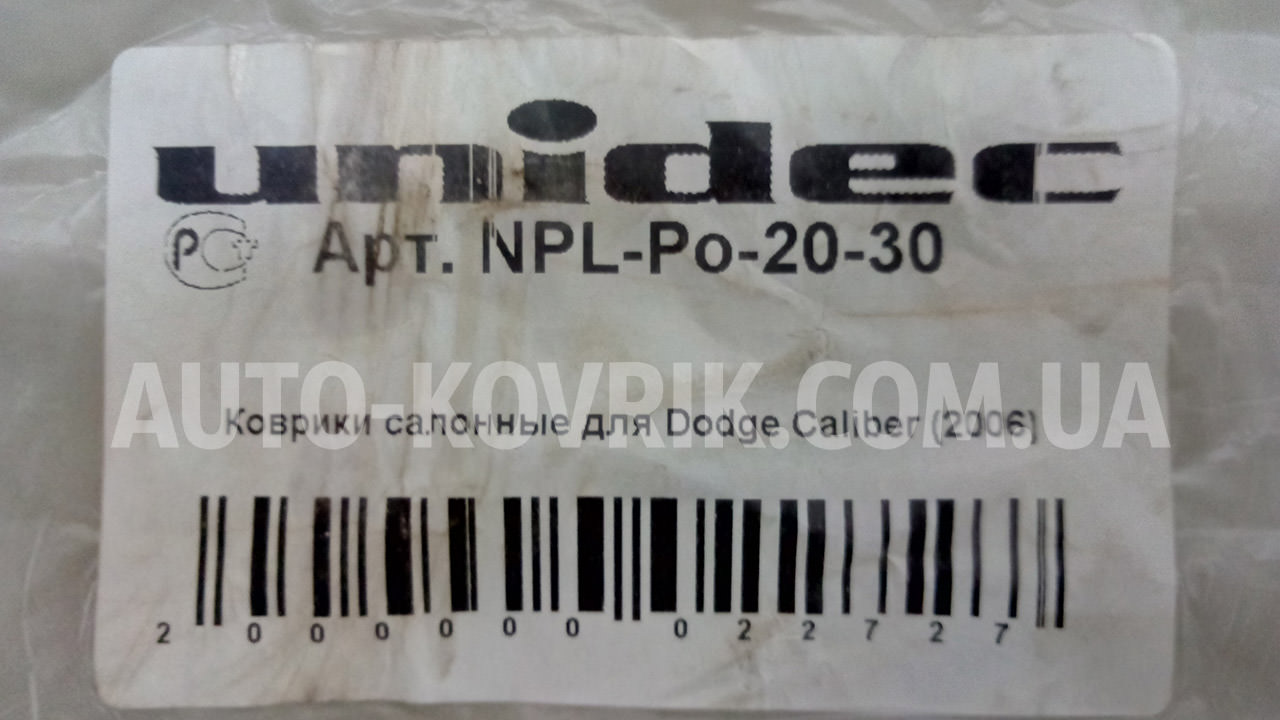 unidec
РСТ Арт. NPL-Po-20-30
AUTO-KOVRIK.COM.UA
Коврики салонные для Dodge Caliber (2006)
2 000000 022727